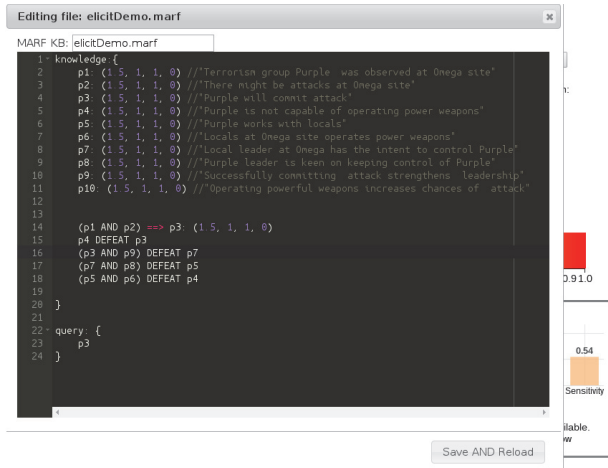 Editing file: elicitDemo.marf
MARF KB: elicitDemo.marf
1 knowledge:{
2 p1: (1.5, 1, 1, 0) //"Terrorism group Purple was observed at Omega site"
3 p2: (1.5, 1, 1, 0) //"There might be attacks at Omega site"
4 p3: (1.5, 1, 1, 0) //"Purple will commit attack"
5 p4: (1.5, 1, 1, 0) //"Purple is not capable of operating power weapons"
6 p5: (1.5, 1, 1, 0) //"Purple works with locals"
7 p6: (1.5, 1, 1, 0) //"Locals at Omega site operates power weapons"
8 p7: (1.5, 1, 1, 0) //"Local leader at Omega has the intent to control Purple"
9 p8: (1.5, 1, 1, 0) //"Purple leader is keen on keeping control of Purple"
10 p9: (1.5, 1, 1, 0) //"Successfully committing attack strengthens leadership"
11 p10: (1.5, 1, 1, 0) //"Operating powerful weapons increases chances of attack"
12
13
14 (p1 AND p2) ==> p3: (1.5, 1, 1, 0)
15 p4 DEFEAT p3
16 (p3 AND p9) DEFEAT p7
17 (p7 AND p8) DEFEAT p5
18 (p5 AND p6) DEFEAT p4
19
20 }
21
22 query: {
23 p3
24 }
Save AND Reload
0.91.0
0.54
Sensitivity
ilable.